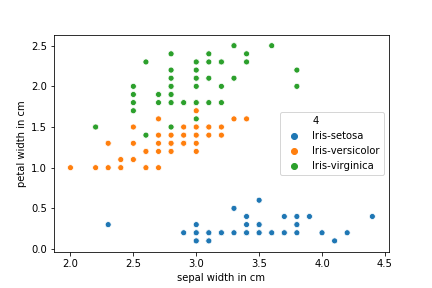 2.5
2.0
1.5
1.0
0.5
0.0
petal width in cm
4
Iris-setosa
Iris-versicolor
Iris-virginica
2.0 2.5 3.0 3.5 4.0 4.5
sepal width in cm